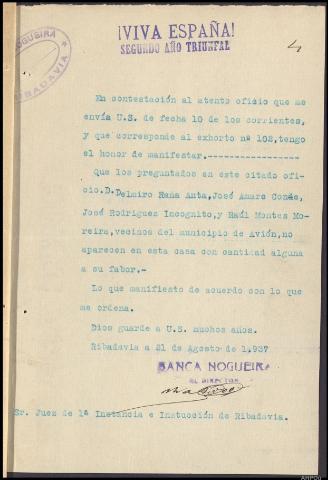 NOGUEIRA
RIBADAVIA
¡VIVA ESPAÑA!
SEGUNDO AÑO TRIUNFAL
4
En contestación al atento oficio que me
envía U.S. de fecha 10 de los corrientes,
y que corresponde al exhorto nº 102,tengo
el honor de manifestar.-----------------
Que los preguntados en este citado ofi-
cio.D.Delmiro Raña Anta,José Amaro Conde,
José Rodriguez Incognito,y Raúl Montes Mo-
reira,vecinos del municipio de Avión,no
aparecen en esta casa con cantidad alguna
a su fabor.-
Lo que manifiesto de acuerdo con lo que
me ordena.
Dios guarde a U.S. muchos años.
Ribadavia a 21 de Agosto de 1.937
BANCA NOGUEIRA
EL DIRECTOR
Sr. Juez de 1ª Instancia e Instucción de Ribadavia.